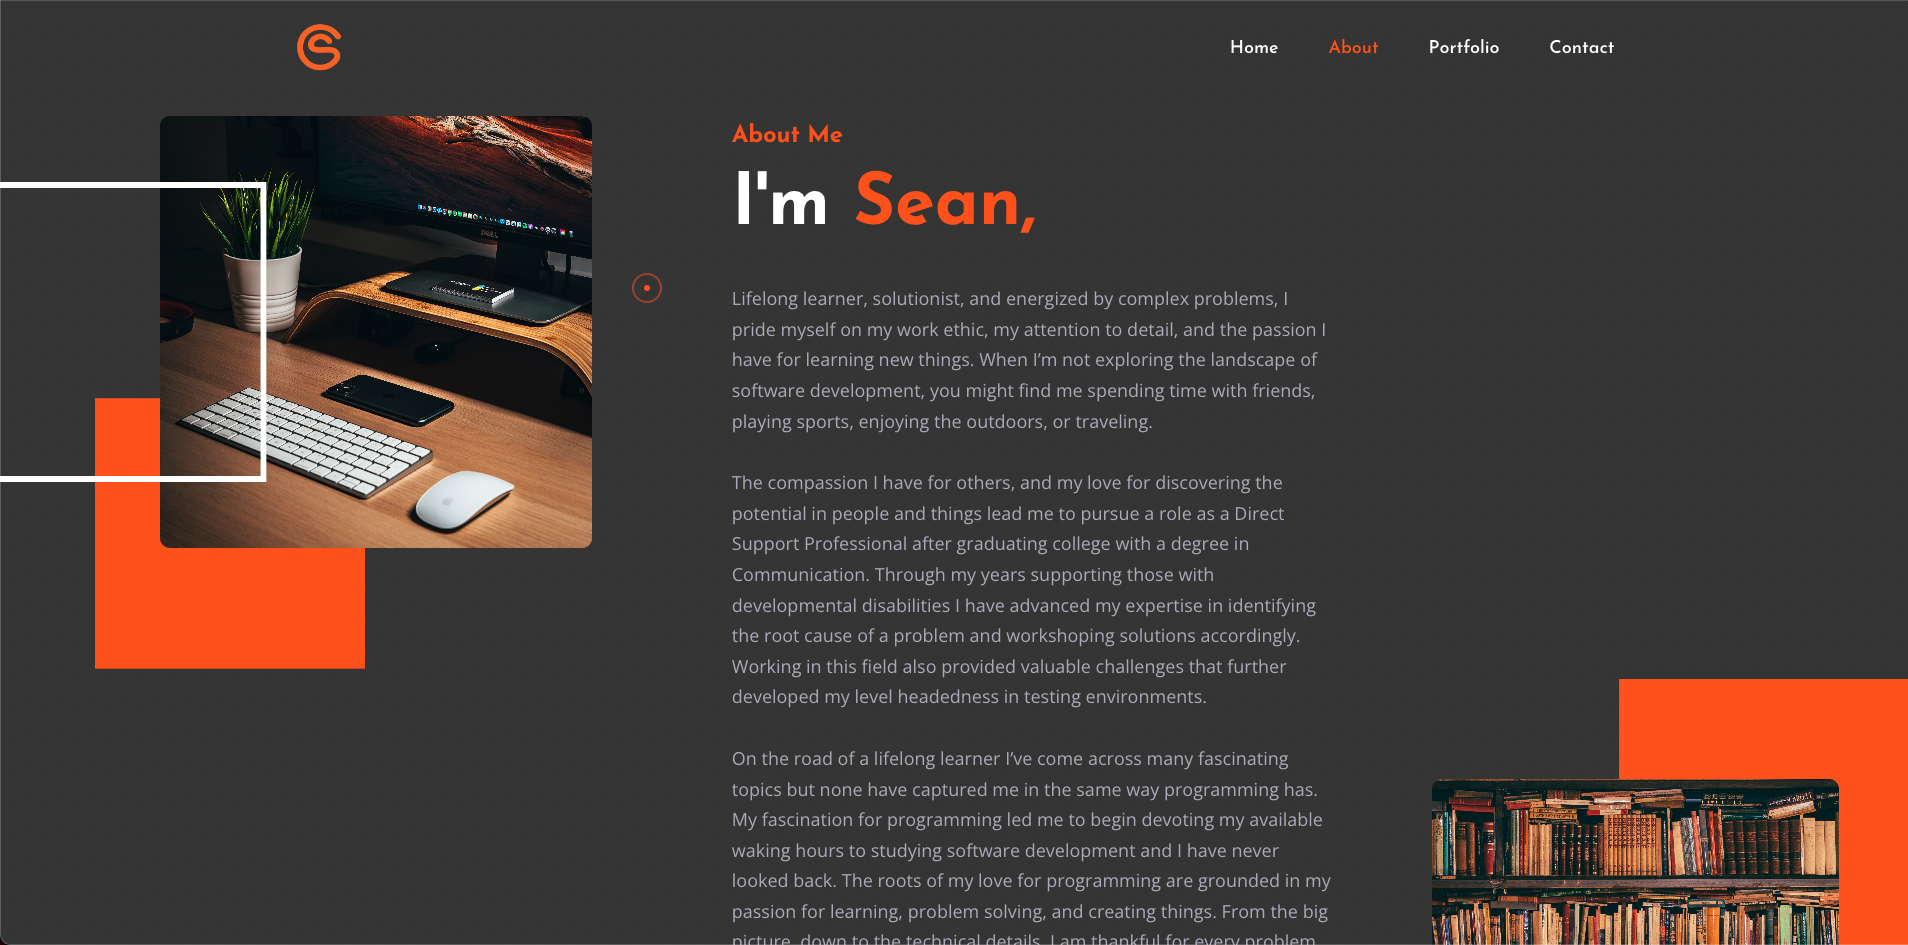 Home About Portfolio Contact
About Me
I'm Sean,
Lifelong learner, solutionist, and energized by complex problems, I
pride myself on my work ethic, my attention to detail, and the passion I
have for learning new things. When I’m not exploring the landscape of
software development, you might find me spending time with friends,
playing sports, enjoying the outdoors, or traveling.
The compassion I have for others, and my love for discovering the
potential in people and things lead me to pursue a role as a Direct
Support Professional after graduating college with a degree in
Communication. Through my years supporting those with
developmental disabilities I have advanced my expertise in identifying
the root cause of a problem and workshoping solutions accordingly.
Working in this field also provided valuable challenges that further
developed my level headedness in testing environments.
On the road of a lifelong learner I’ve come across many fascinating
topics but none have captured me in the same way programming has.
My fascination for programming led me to begin devoting my available
waking hours to studying software development and I have never
looked back. The roots of my love for programming are grounded in my
passion for learning, problem solving, and creating things. From the big
picture, down to the technical details, I am thankful for every problem